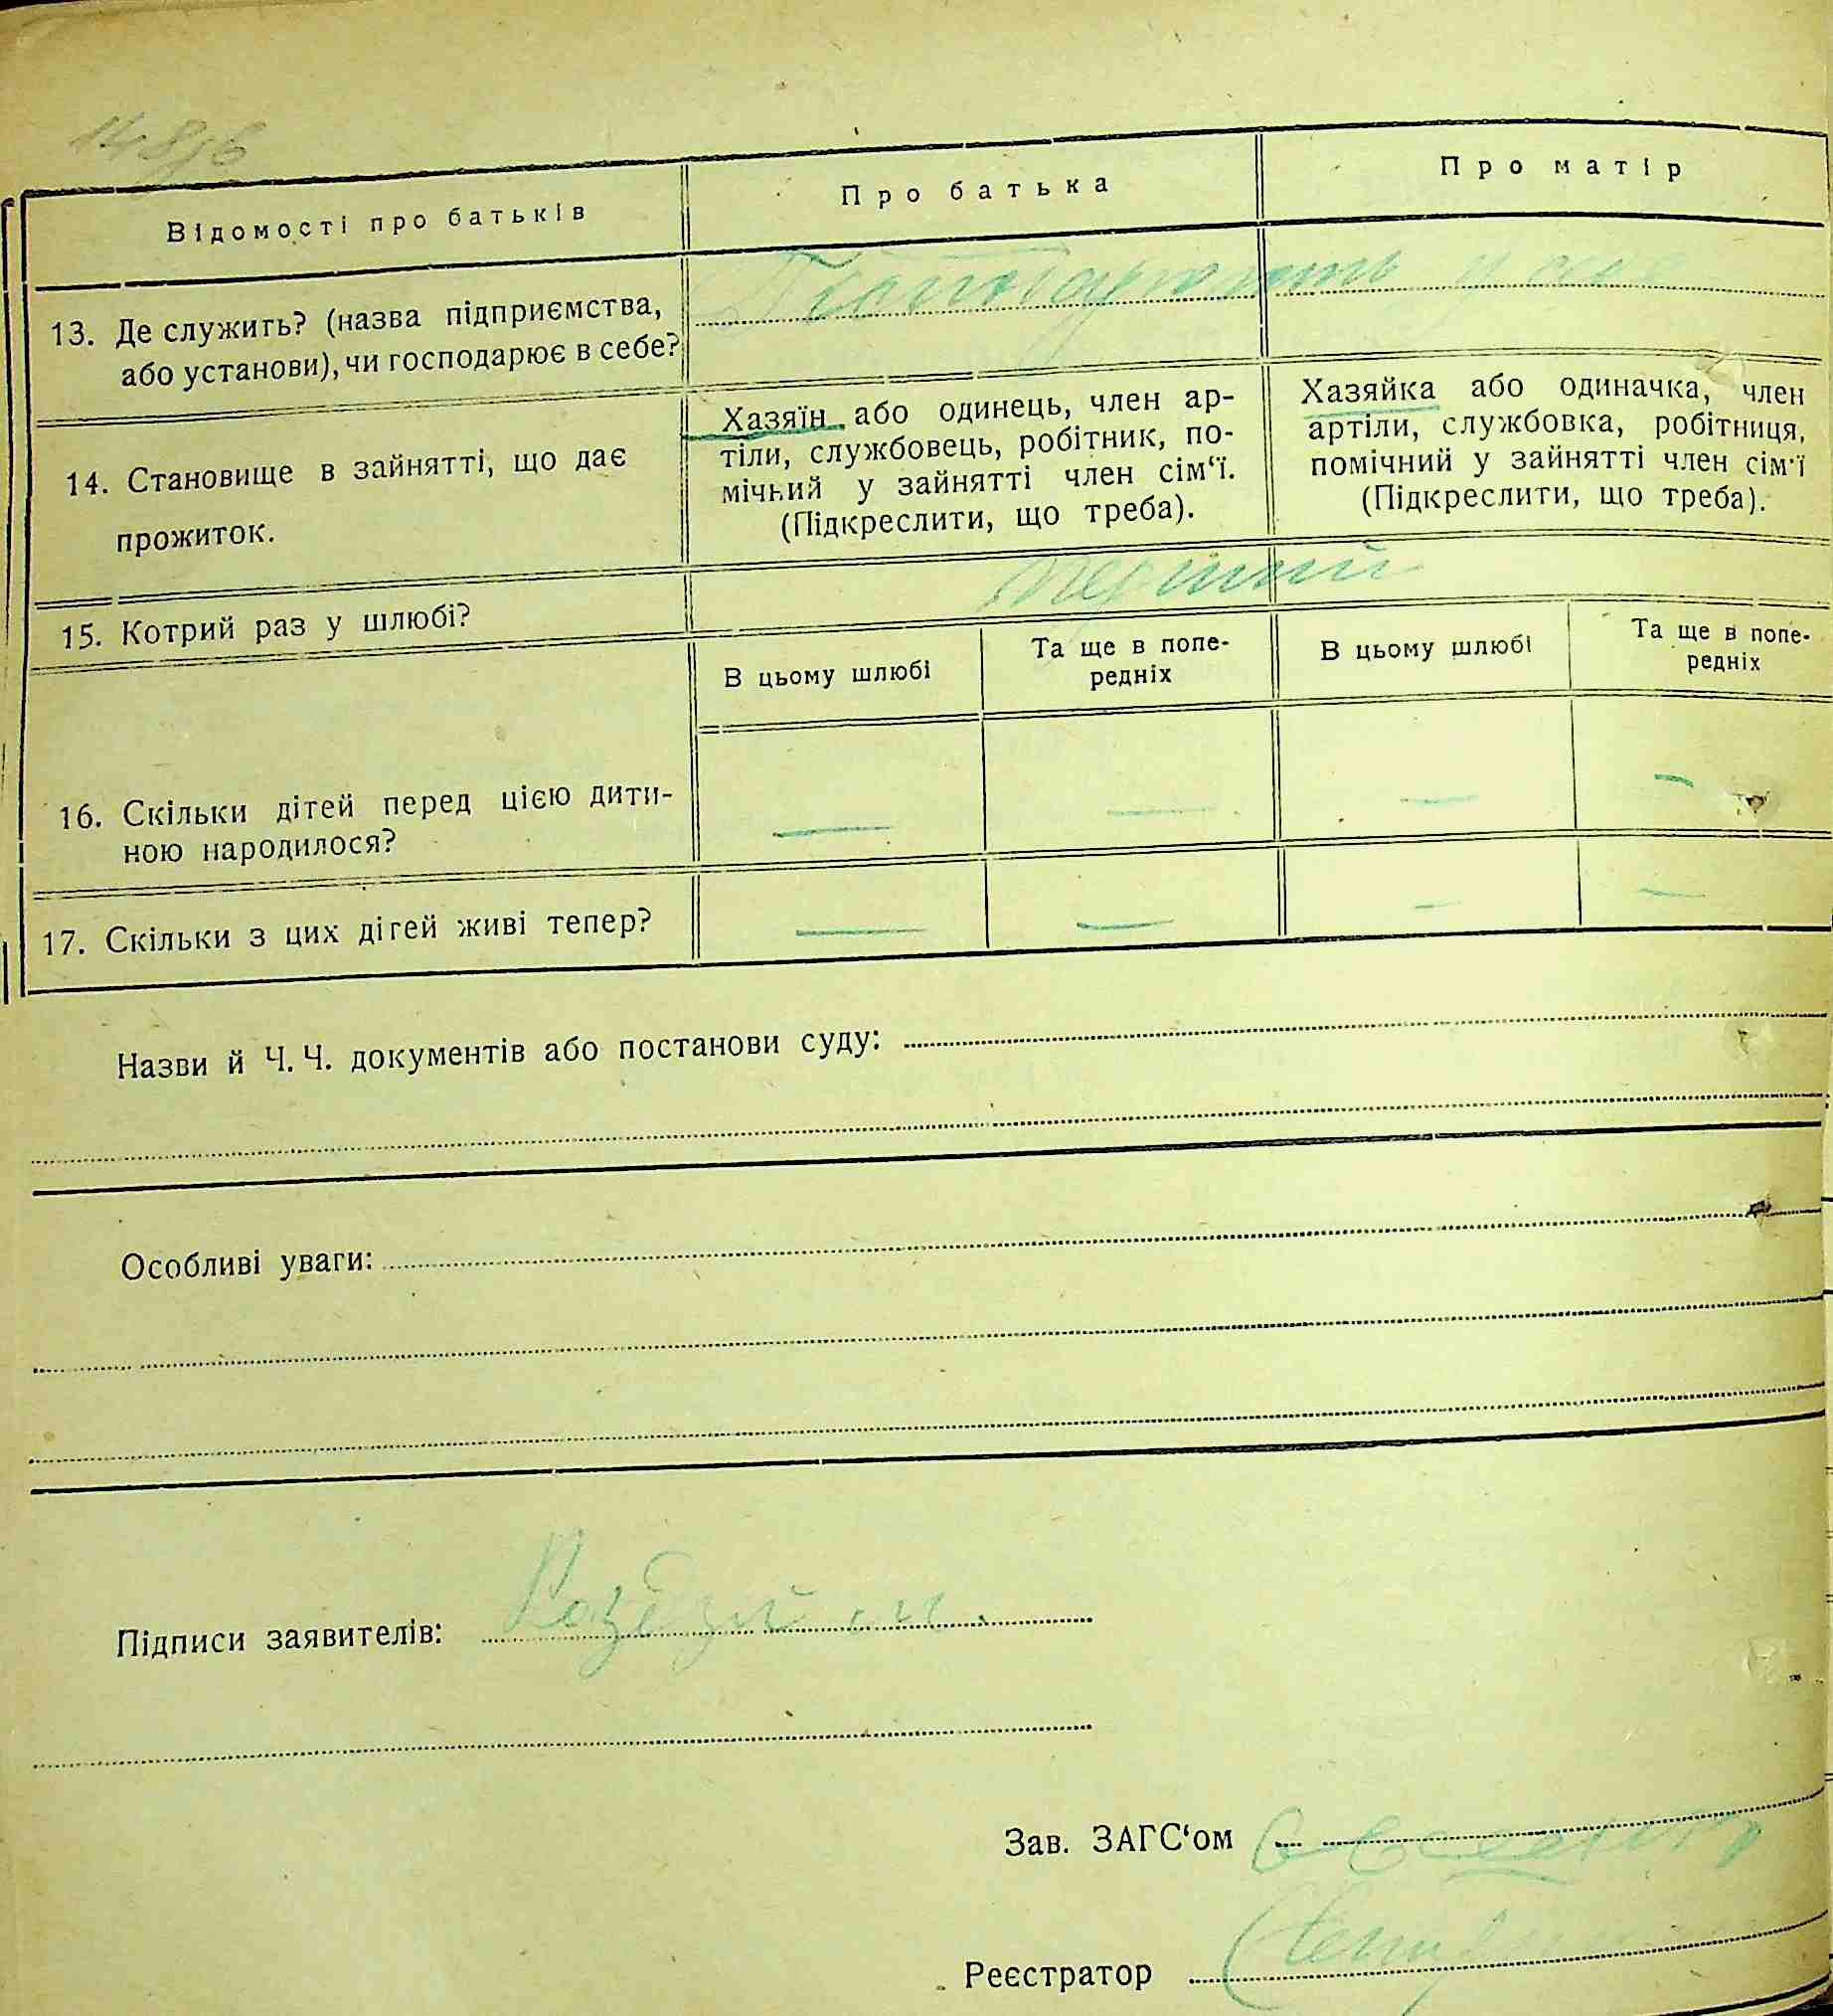 Відомості про батьків
Про батька
Про матір
13. Де служить? (назва підприємства,
або установи), чи господарює в себе?
14. Становище в зайнятті, що дає
прожиток.
Хазяїн або одинець, член ар-
тіли, службовець, робітник, по-
мічний у зайнятті член сім‘ї.
(Підкреслити, що треба).
Хазяйка або одиначка, член
артіли, службовка, робітниця,
помічний у зайнятті член сім‘ї
(Підкреслити, що треба).
15. Котрий раз у шлюбі?
перший
В цьому шлюбі
Та ще в попе-
редніх
В цьому шлюбі
Та ще в попе-
редніх
16. Скільки дітей перед цією дити-
ною народилося?
— — — —
17. Скільки з цих дітей живі тепер?
— — — —
Назви й Ч. Ч. документів або постанови суду:
Особливі уваги:
Підписи заявителів:
Зав. ЗАГС‘ом
Реєстратор